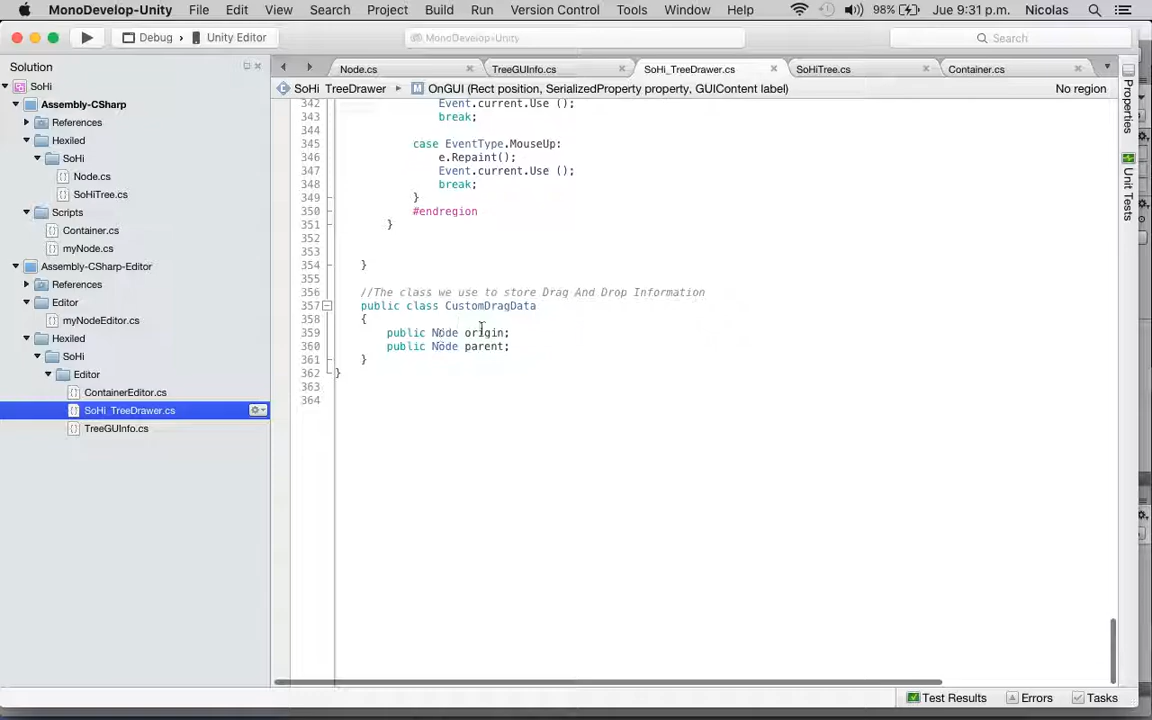 MonoDevelop-Unity File Edit View Search Project Build Run Version Control Tools Window Help 98% Jue 9:31 p.m. Nicolas
Debug Unity Editor MonoDevelop-Unity Search
Solution
Node.cs TreeGUInfo.cs SoHi_TreeDrawer.cs SoHiTree.cs Container.cs
SoHi_TreeDrawer OnGUI (Rect position, SerializedProperty property, GUIContent label) No region
SoHi
Assembly-CSharp
References
Hexiled
SoHi
Node.cs
SoHiTree.cs
Scripts
Container.cs
myNode.cs
Assembly-CSharp-Editor
References
Editor
myNodeEditor.cs
Hexiled
SoHi
Editor
ContainerEditor.cs
SoHi_TreeDrawer.cs
TreeGUInfo.cs
342 Event.current.Use ();
343 break;
344
345 case EventType.MouseUp:
346 e.Repaint();
347 Event.current.Use ();
348 break;
349 }
350 #endregion
351 }
352
353
354 }
355
356 //The class we use to store Drag And Drop Information
357 public class CustomDragData
358 {
359 public Node origin;
360 public Node parent;
361 }
362 }
363
364
Properties
Unit Tests
Test Results Errors Tasks